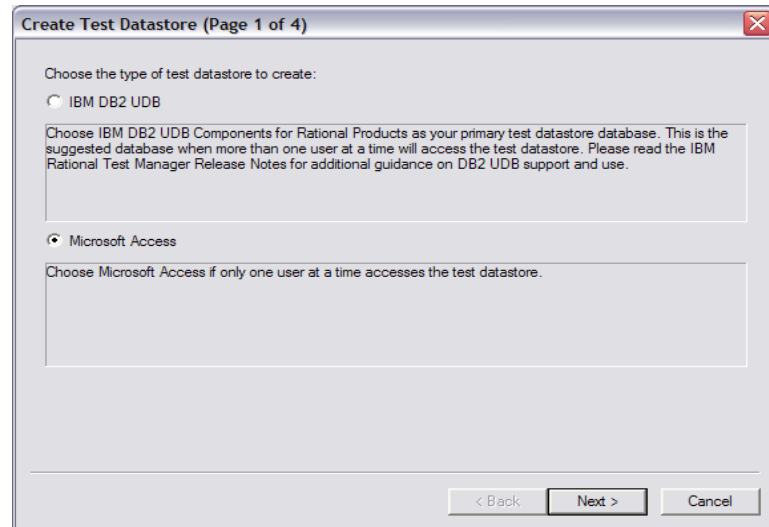 Create Test Datastore (Page 1 of 4)
Choose the type of test datastore to create:
IBM DB2 UDB
Choose IBM DB2 UDB Components for Rational Products as your primary test datastore database. This is the
suggested database when more than one user at a time will access the test datastore. Please read the IBM
Rational Test Manager Release Notes for additional guidance on DB2 UDB support and use.
Microsoft Access
Choose Microsoft Access if only one user at a time accesses the test datastore.
< Back
Next >
Cancel